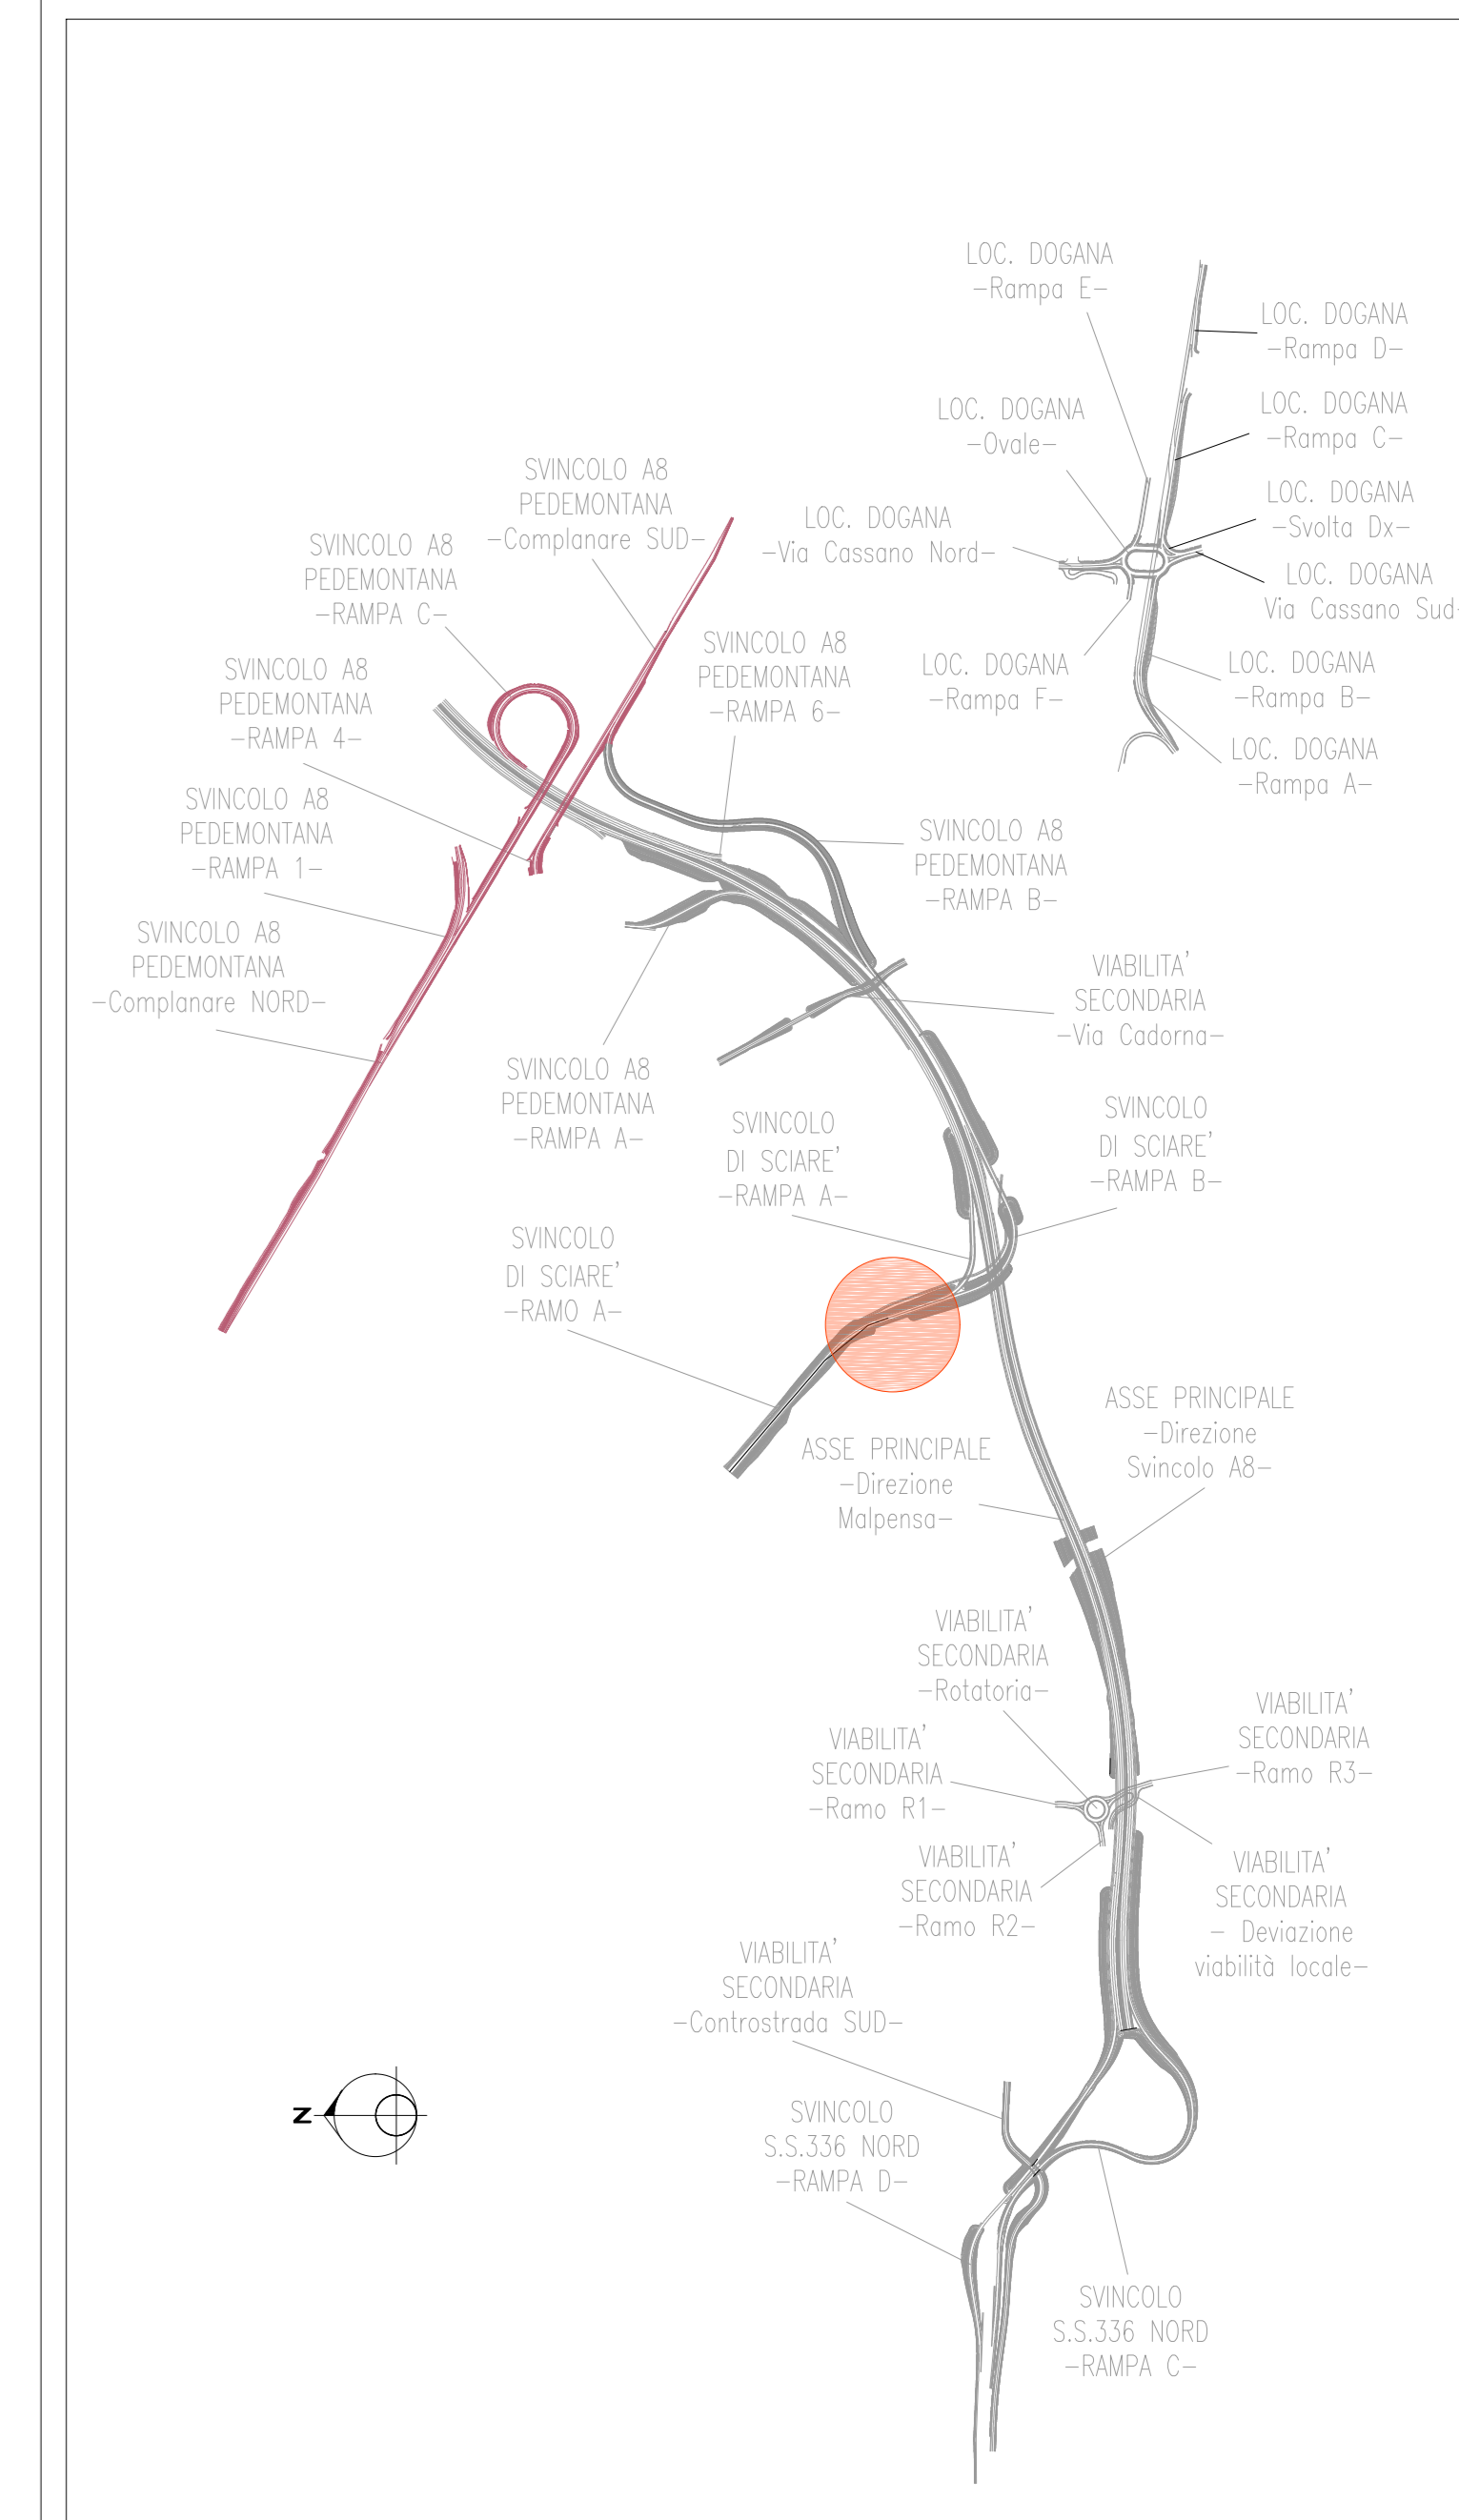 LOC. DOGANA
-Rampa E-
LOC. DOGANA
-Rampa D-
LOC. DOGANA
-Ovale-
LOC. DOGANA
-Rampa C-
SVINCOLO A8
PEDEMONTANA
-Complanare SUD-
LOC. DOGANA
-Svolta Dx-
LOC. DOGANA
-Via Cassano Nord-
SVINCOLO A8
PEDEMONTANA
-RAMPA C-
LOC. DOGANA
Via Cassano Sud-
SVINCOLO A8
PEDEMONTANA
-RAMPA 6-
LOC. DOGANA
-Rampa F-
LOC. DOGANA
-Rampa B-
SVINCOLO A8
PEDEMONTANA
-RAMPA 4-
LOC. DOGANA
-Rampa A-
SVINCOLO A8
PEDEMONTANA
-RAMPA 1-
SVINCOLO A8
PEDEMONTANA
-RAMPA B-
SVINCOLO A8
PEDEMONTANA
-Complanare NORD-
VIABILITA'
SECONDARIA
-Via Cadorna-
SVINCOLO A8
PEDEMONTANA
-RAMPA A-
SVINCOLO
DI SCIARE'
-RAMPA A-
SVINCOLO
DI SCIARE'
-RAMPA B-
SVINCOLO
DI SCIARE'
-RAMO A-
ASSE PRINCIPALE
-Direzione
Svincolo A8-
ASSE PRINCIPALE
-Direzione
Malpensa-
VIABILITA'
SECONDARIA
-Rotatoria-
VIABILITA'
SECONDARIA
-Ramo R3-
VIABILITA'
SECONDARIA
-Ramo R1-
VIABILITA'
SECONDARIA
-Ramo R2-
VIABILITA'
SECONDARIA
- Deviazione
viabilità locale-
VIABILITA'
SECONDARIA
-Controstrada SUD-
N
SVINCOLO
S.S.336 NORD
-RAMPA D-
SVINCOLO
S.S.336 NORD
-RAMPA C-